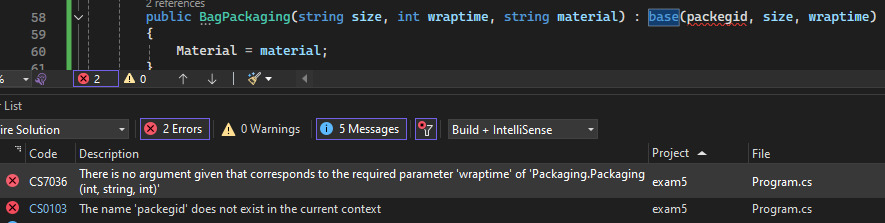 2 references
58 public BagPackaging(string size, int wraptime, string material) : base(packegid, size, wraptime)
59 {
60 Material = material;
61 }
% 2 0
r List
ire Solution 2 Errors 0 Warnings 5 Messages Build + IntelliSense
Code Description Project File
CS7036 There is no argument given that corresponds to the required parameter 'wraptime' of 'Packaging.Packaging
(int, string, int)' exam5 Program.cs
CS0103 The name 'packegid' does not exist in the current context exam5 Program.cs